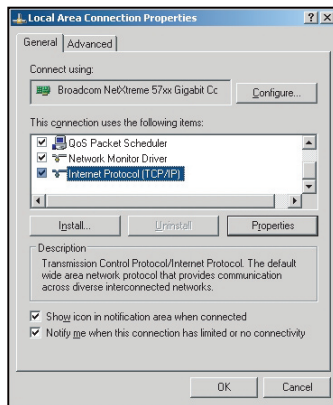 Local Area Connection Properties
General Advanced
Connect using:
Broadcom NetXtreme 57xx Gigabit Cc Configure...
This connection uses the following items:
QoS Packet Scheduler
Network Monitor Driver
Internet Protocol (TCP/IP)
Install... Uninstall Properties
Description
Transmission Control Protocol/Internet Protocol. The default
wide area network protocol that provides communication
across diverse interconnected networks.
Show icon in notification area when connected
Notify me when this connection has limited or no connectivity
OK Cancel